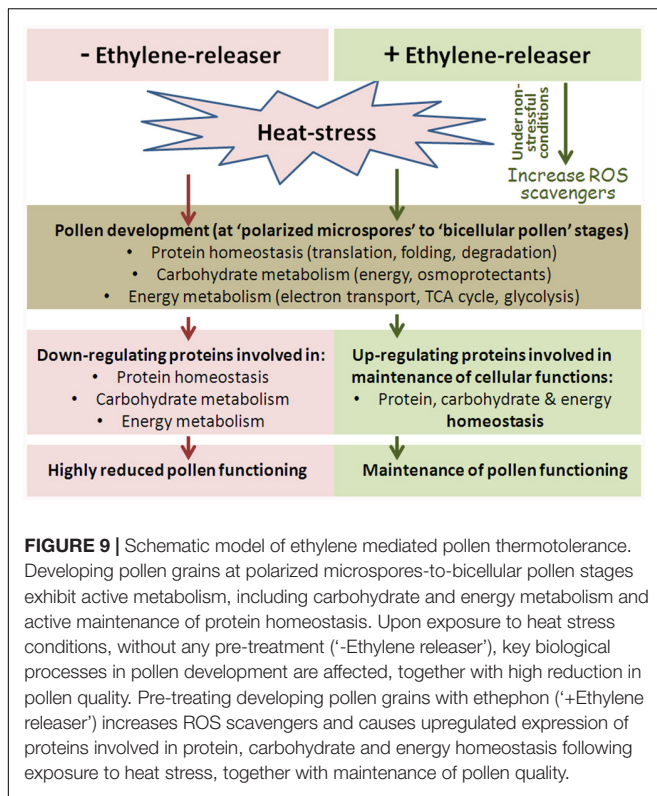 - Ethylene-releaser
+ Ethylene-releaser
Heat-stress
Under non-
stressful
conditions
Increase ROS
scavengers
Pollen development (at 'polarized microspores' to 'bicellular pollen' stages)
• Protein homeostasis (translation, folding, degradation)
• Carbohydrate metabolism (energy, osmoprotectants)
• Energy metabolism (electron transport, TCA cycle, glycolysis)
Down-regulating proteins involved in:
• Protein homeostasis
• Carbohydrate metabolism
• Energy metabolism
Up-regulating proteins involved in
maintenance of cellular functions:
• Protein, carbohydrate & energy
homeostasis
Highly reduced pollen functioning
Maintenance of pollen functioning
FIGURE 9 | Schematic model of ethylene mediated pollen thermotolerance.
Developing pollen grains at polarized microspores-to-bicellular pollen stages
exhibit active metabolism, including carbohydrate and energy metabolism and
active maintenance of protein homeostasis. Upon exposure to heat stress
conditions, without any pre-treatment ('-Ethylene releaser'), key biological
processes in pollen development are affected, together with high reduction in
pollen quality. Pre-treating developing pollen grains with ethephon ('+Ethylene
releaser') increases ROS scavengers and causes upregulated expression of
proteins involved in protein, carbohydrate and energy homeostasis following
exposure to heat stress, together with maintenance of pollen quality.